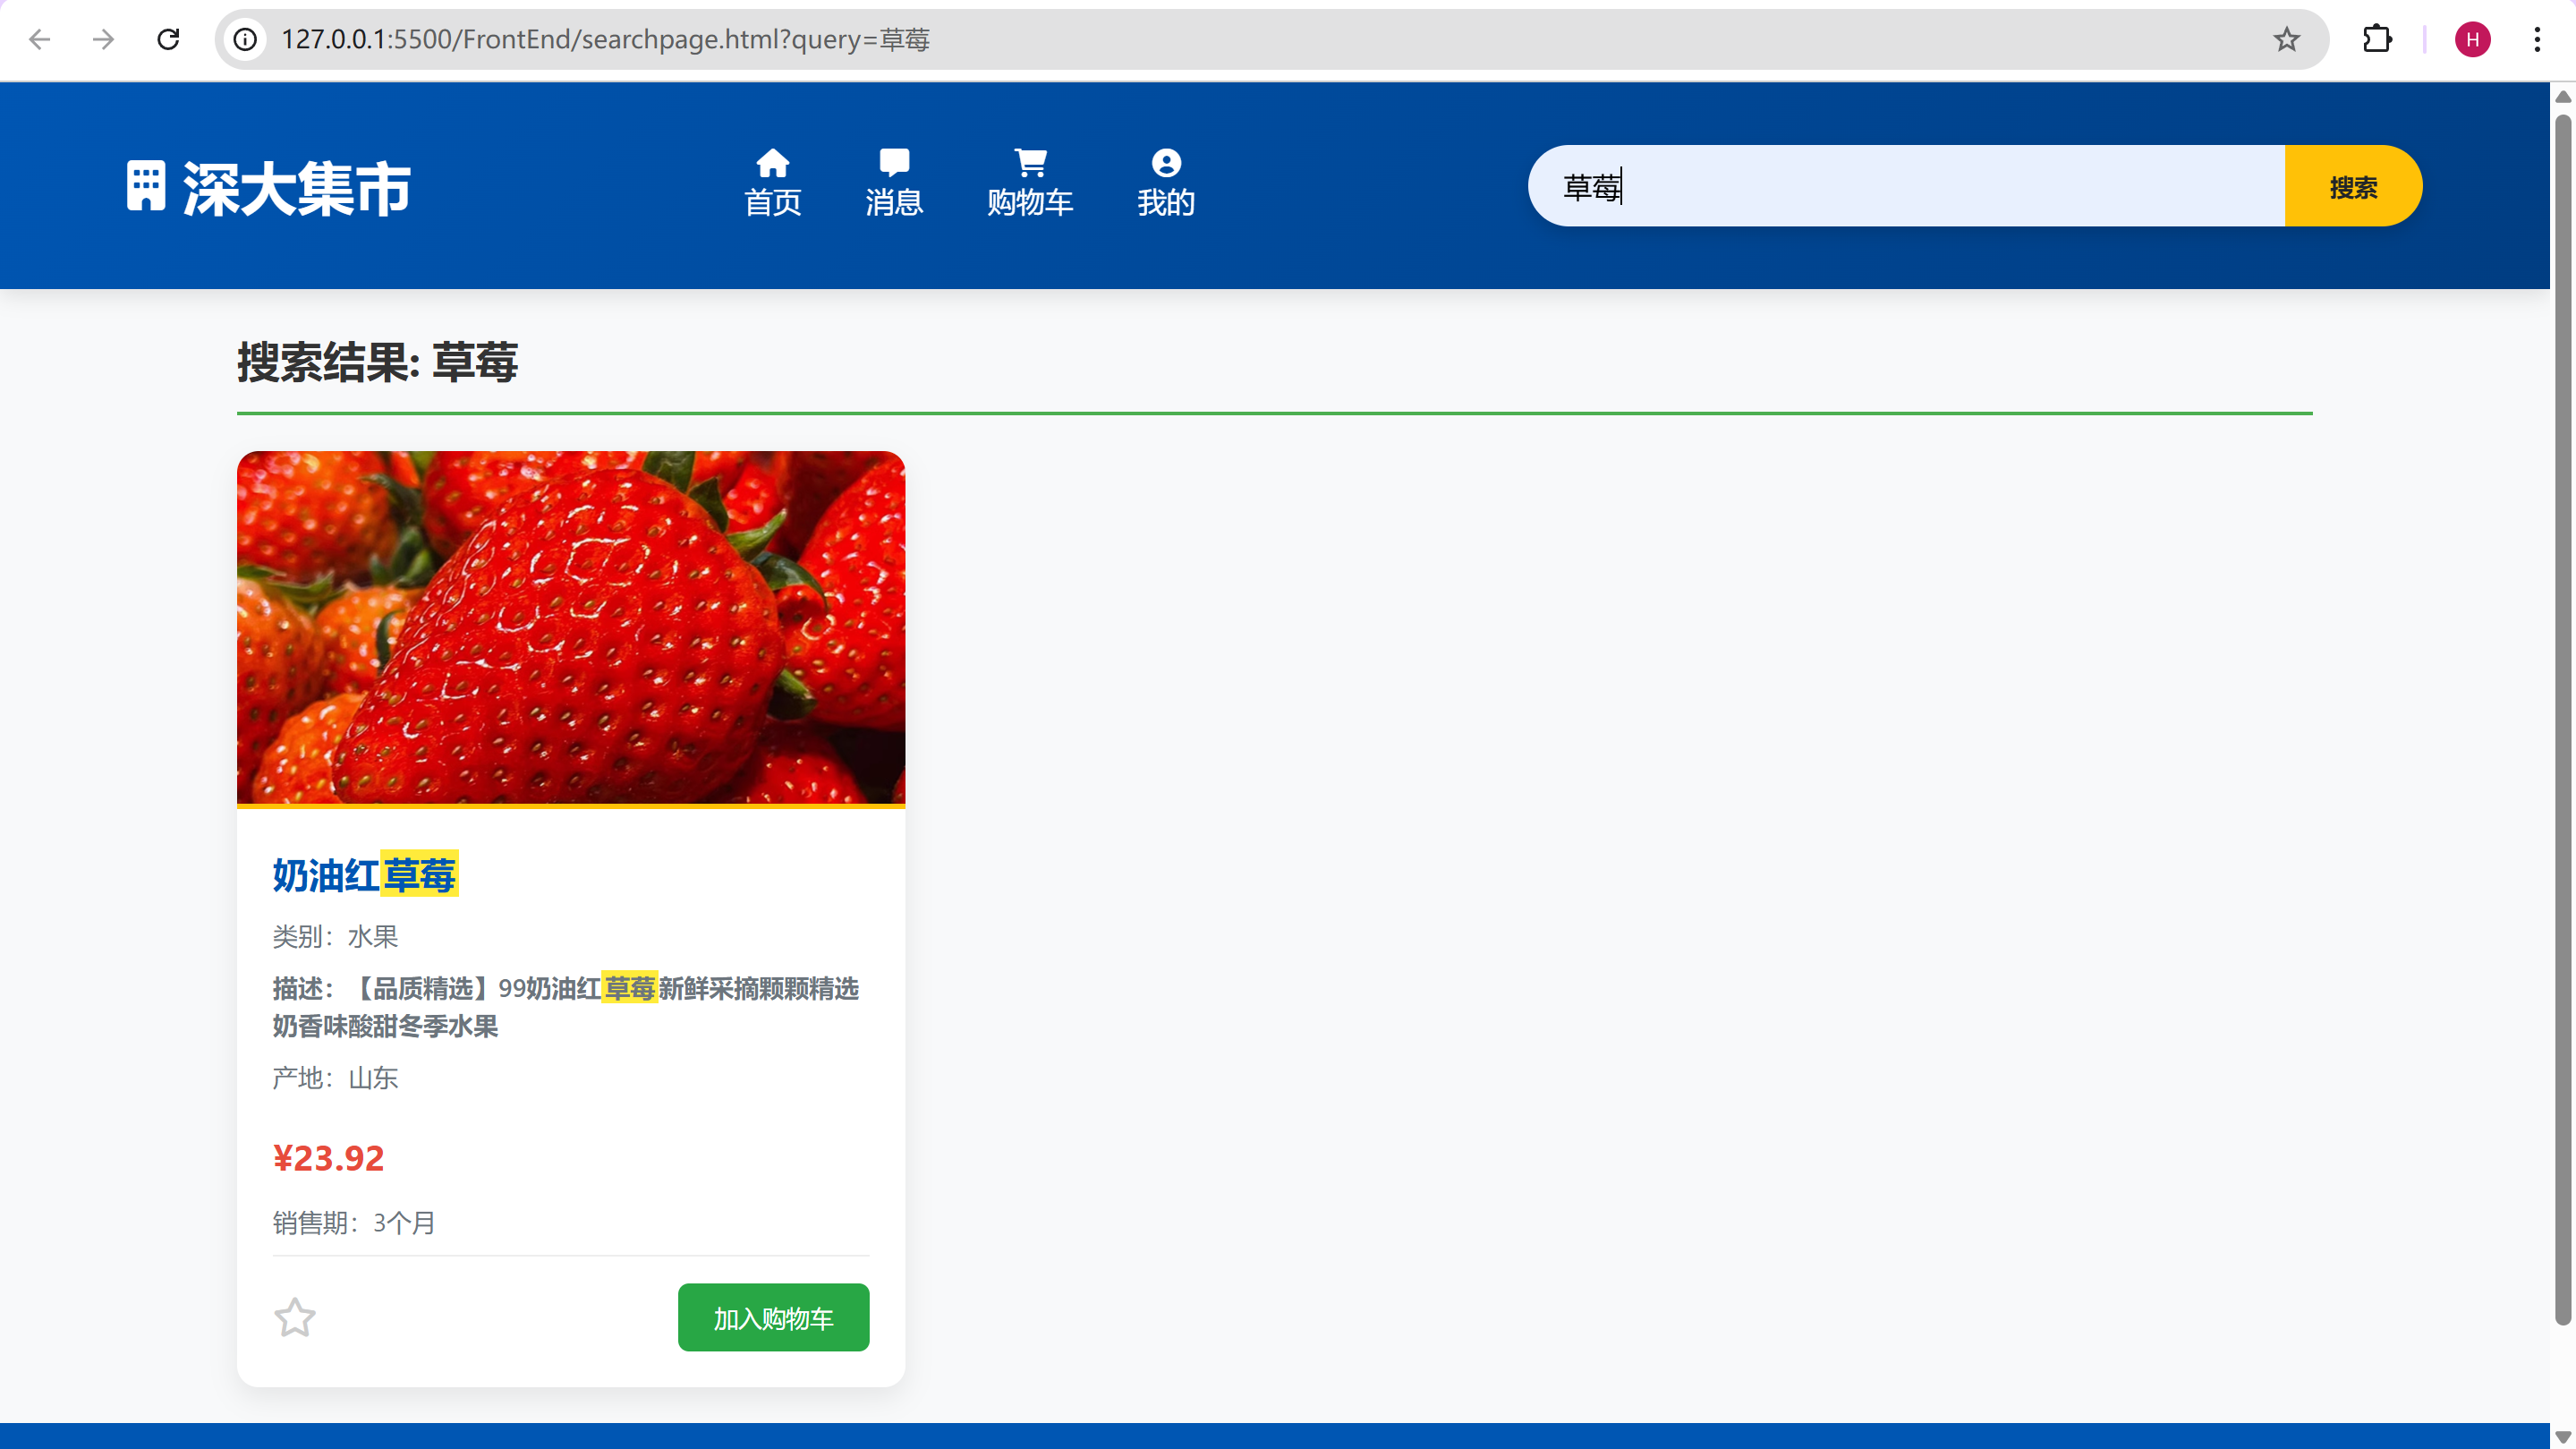 127.0.0.1:5500/FrontEnd/searchpage.html?query=草莓
H
深大集市
首页
消息
购物车
我的
草莓
搜索
搜索结果: 草莓
奶油红草莓
类别：水果
描述：【品质精选】99奶油红草莓新鲜采摘颗颗精选
奶香味酸甜冬季水果
产地：山东
¥23.92
销售期：3个月
加入购物车